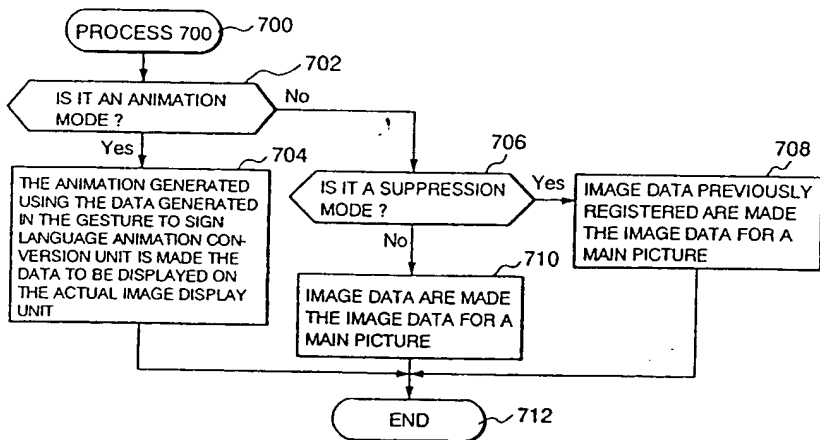 PROCESS 700
700
702
IS IT AN ANIMATION
MODE ?
No
Yes
704
THE ANIMATION GENERATED
USING THE DATA GENERATED
IN THE GESTURE TO SIGN
LANGUAGE ANIMATION CON-
VERSION UNIT IS MADE THE
DATA TO BE DISPLAYED ON
THE ACTUAL IMAGE DISPLAY
UNIT
706
IS IT A SUPPRESSION
MODE ?
Yes
No
708
IMAGE DATA PREVIOUSLY
REGISTERED ARE MADE
THE IMAGE DATA FOR A
MAIN PICTURE
710
IMAGE DATA ARE MADE
THE IMAGE DATA FOR A
MAIN PICTURE
END
712